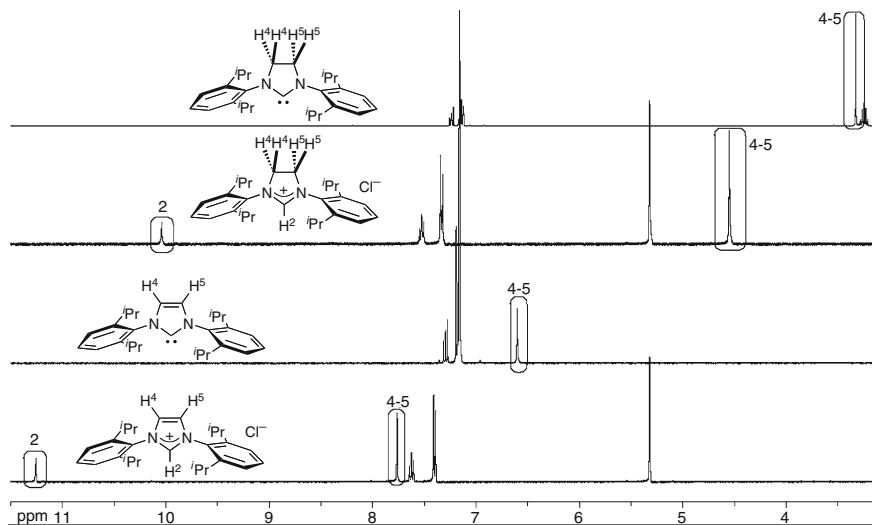 H⁴H⁴H⁵H⁵
4-5
ⁱPr
ⁱPr
N
N
ⁱPr
ⁱPr
H⁴H⁴H⁵H⁵
4-5
ⁱPr
ⁱPr
Cl⁻
2
N
+
N
ⁱPr
ⁱPr
H²
H⁴
H⁵
4-5
ⁱPr
ⁱPr
N
N
ⁱPr
ⁱPr
H⁴
H⁵
4-5
ⁱPr
ⁱPr
Cl⁻
2
N
+
N
ⁱPr
ⁱPr
H²
ppm 11 10 9 8 7 6 5 4